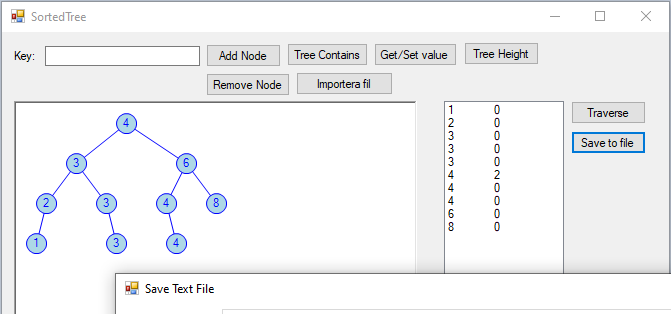 SortedTree
Key: Add Node Tree Contains Get/Set value Tree Height
Remove Node Importera fil
4
3 6
2 3 4 8
1 3 4
1 0
2 0
3 0
3 0
3 0
4 2
4 0
4 0
6 0
8 0
Traverse
Save to file
Save Text File